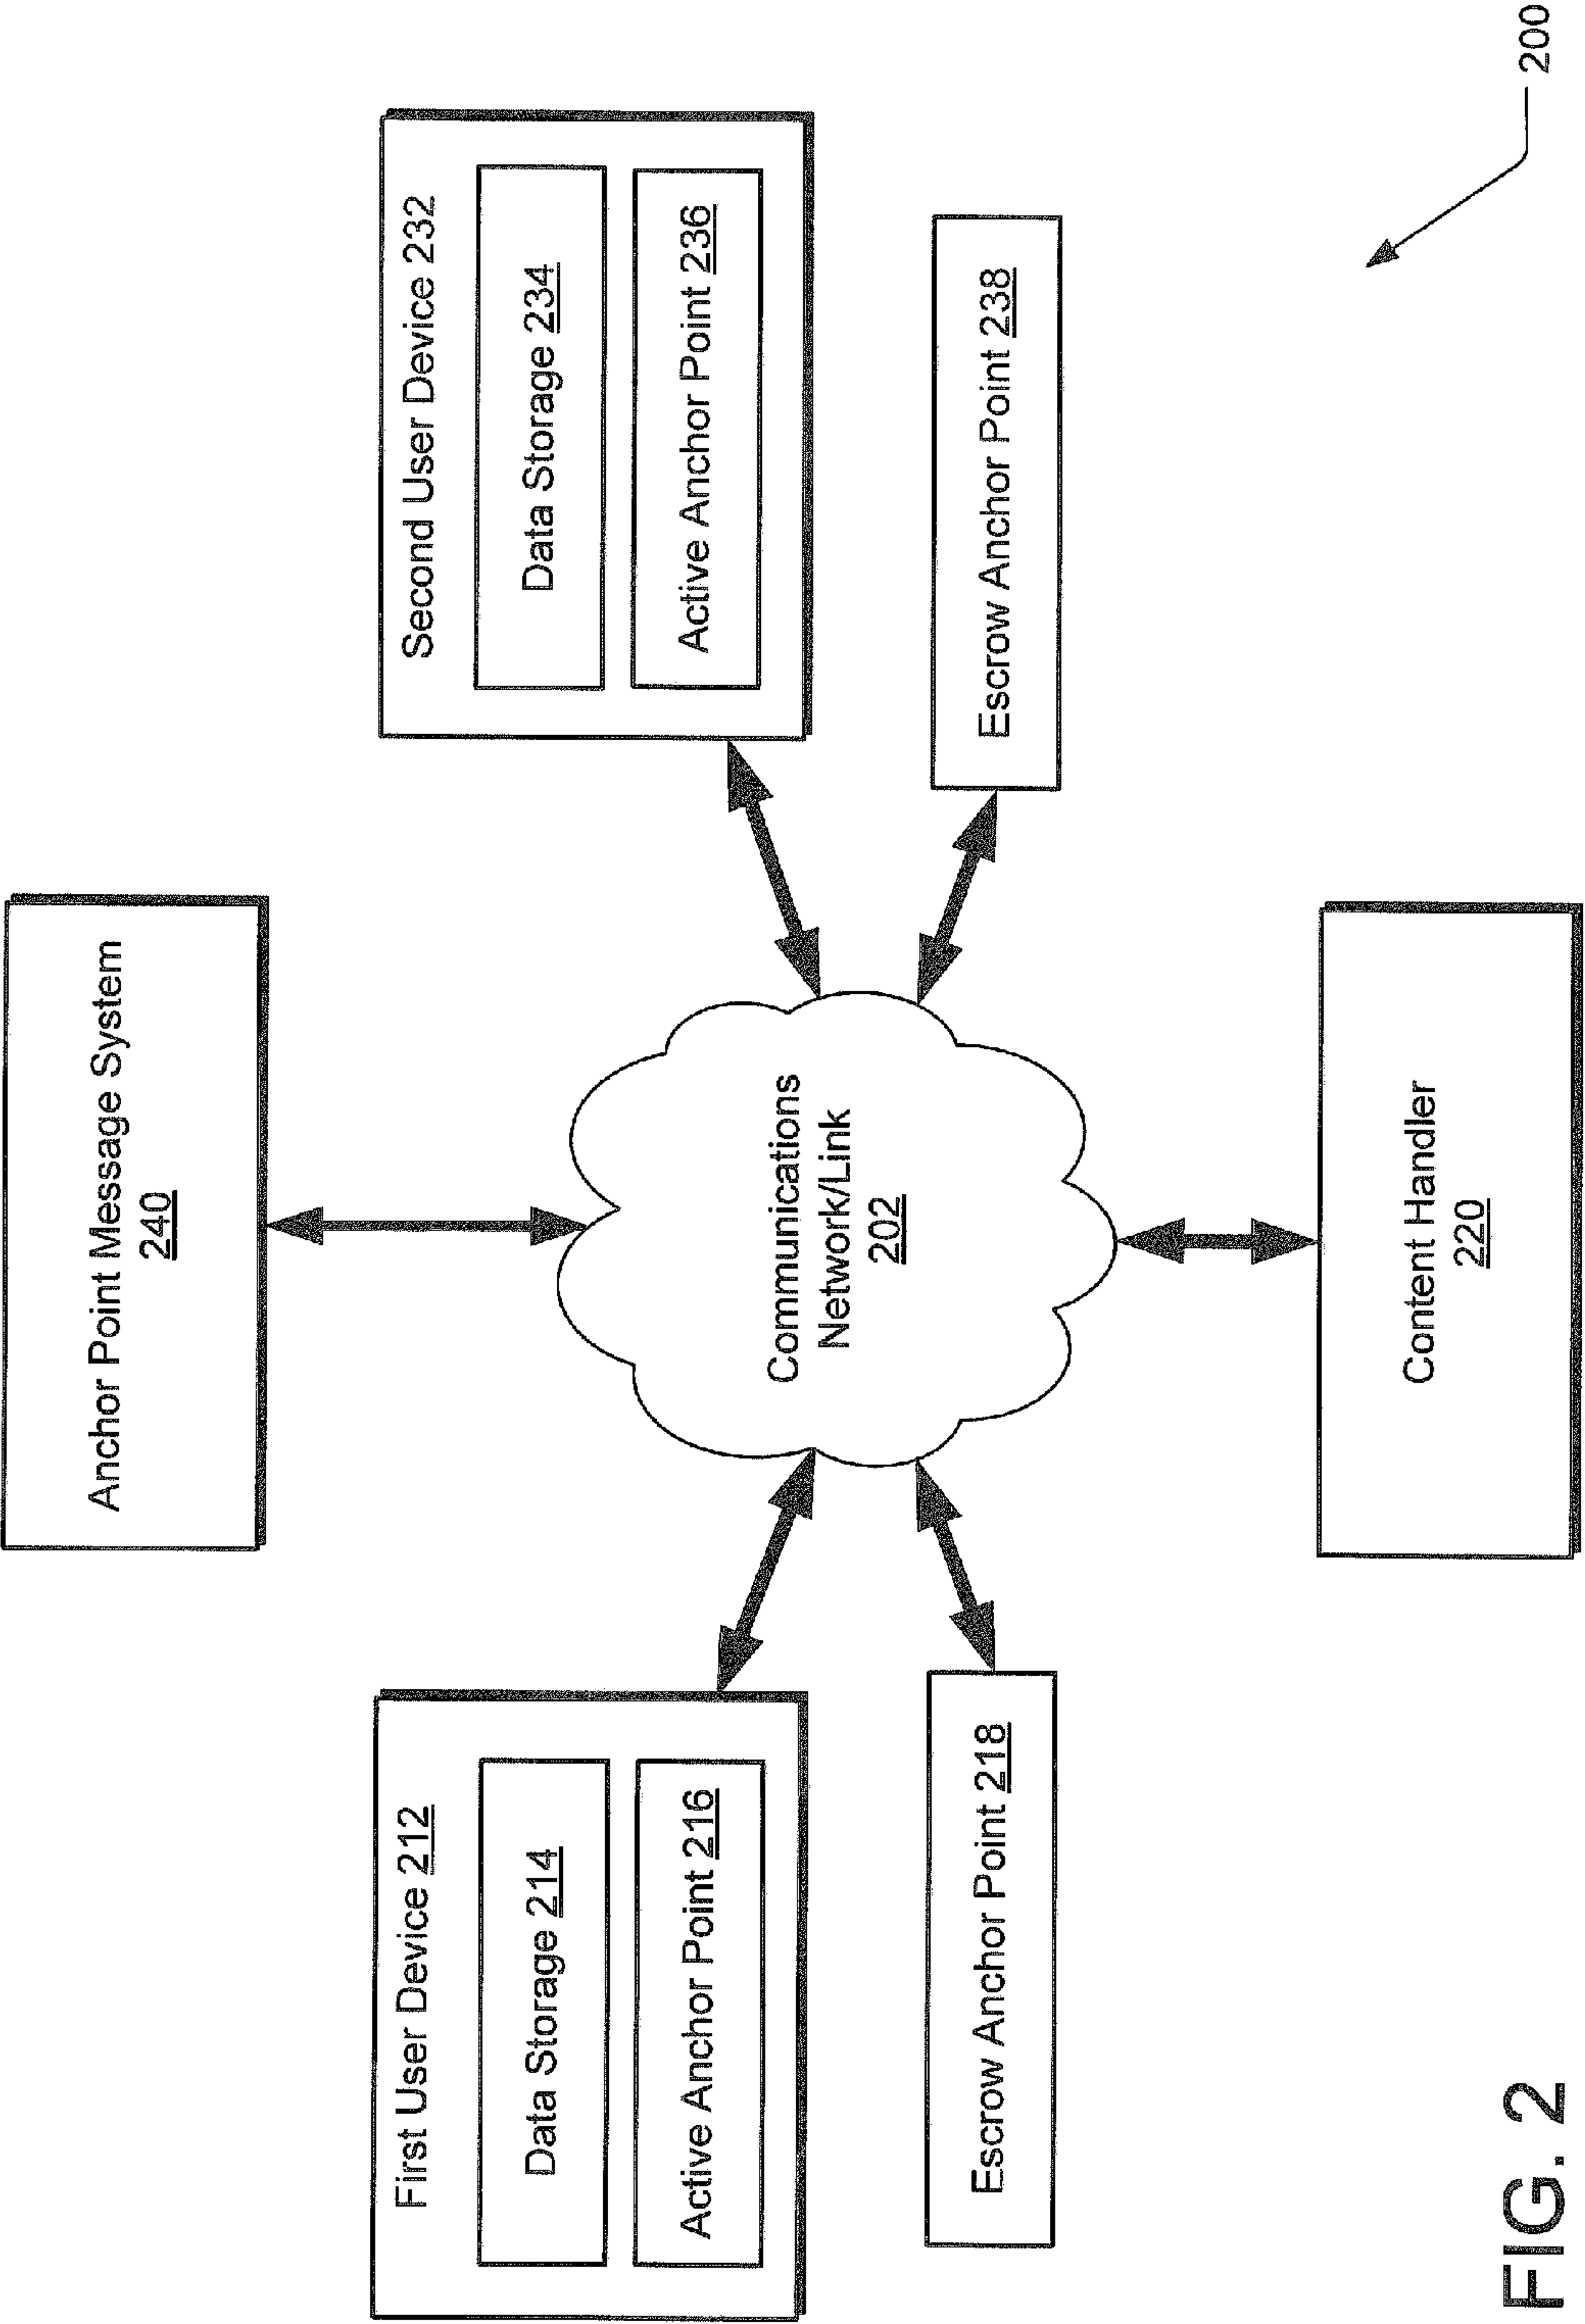 Anchor Point Message System
240
First User Device 212
Data Storage 214
Active Anchor Point 216
Escrow Anchor Point 218
Communications
Network/Link
202
Second User Device 232
Data Storage 234
Active Anchor Point 236
Escrow Anchor Point 238
Content Handler
220
200
FIG. 2